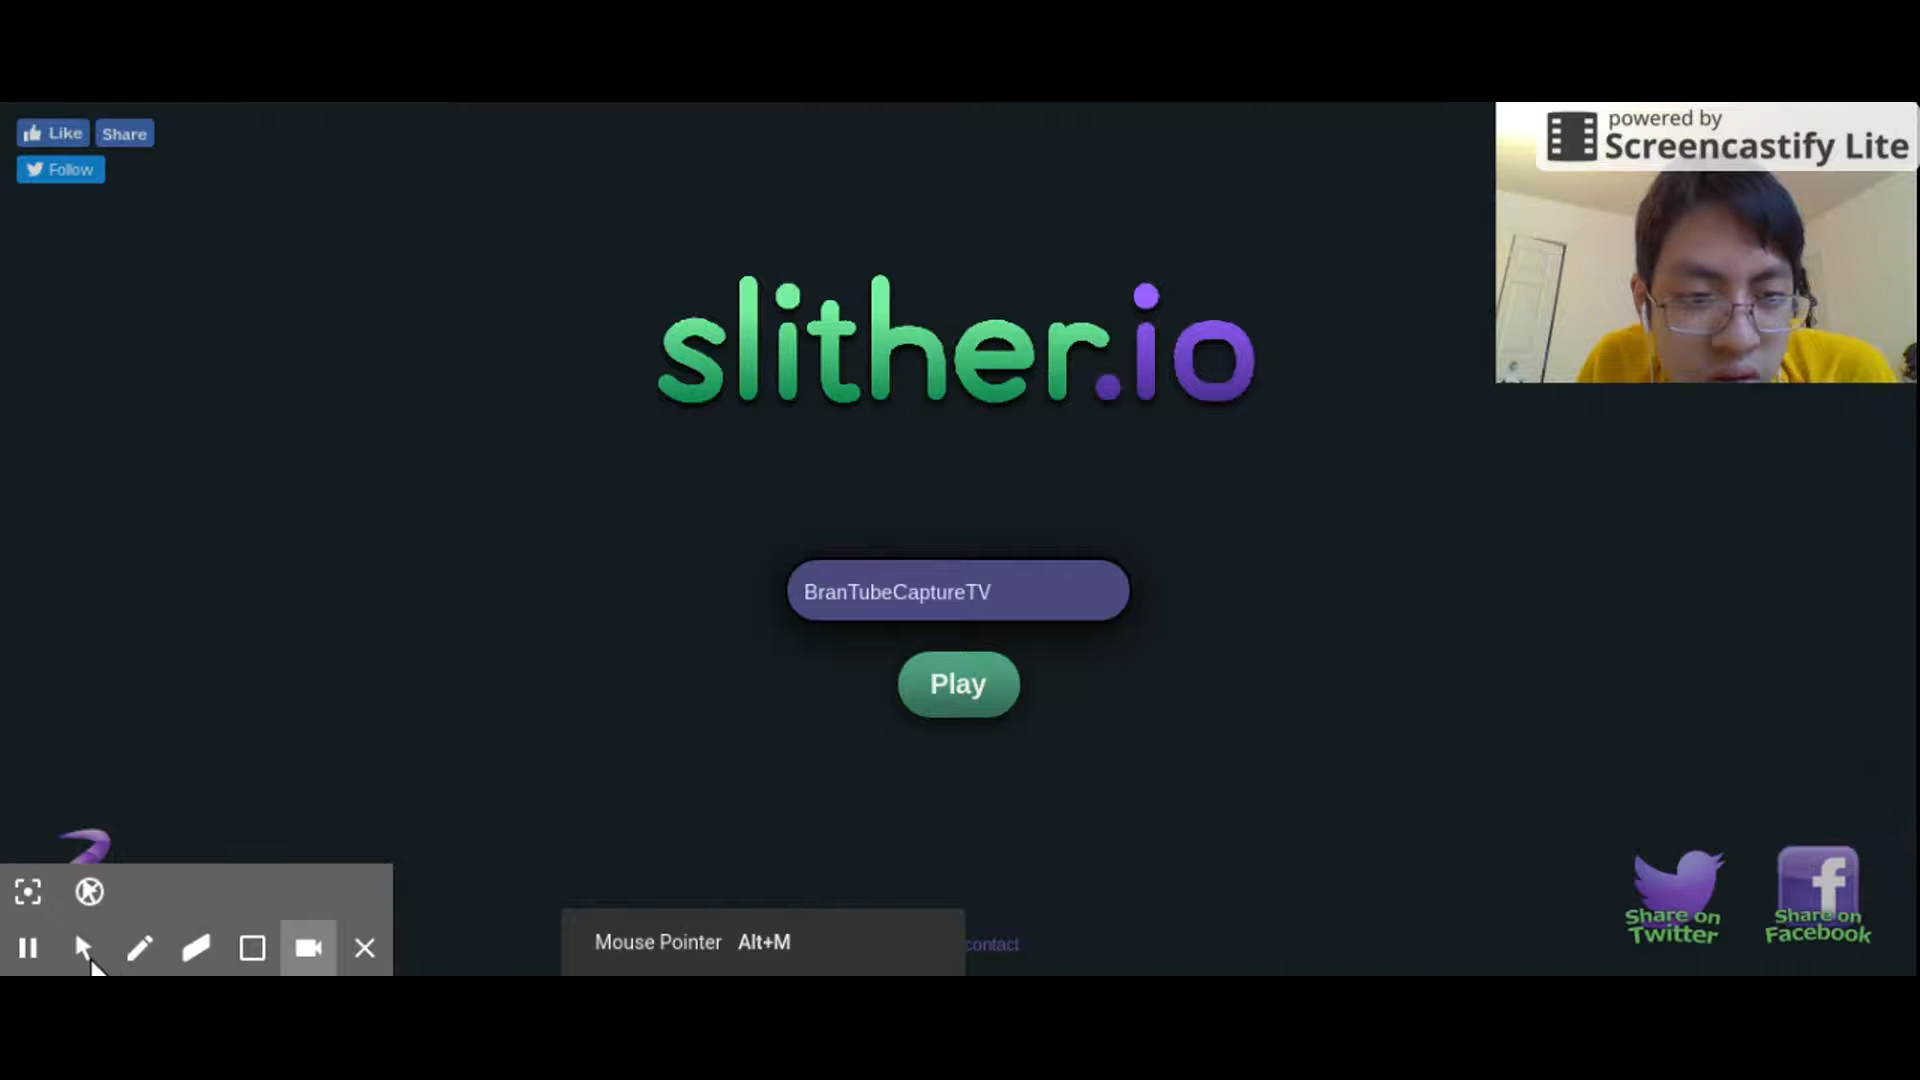 Like Share
Follow
powered by
Screencastify Lite
slither.io
BranTubeCaptureTV
Play
Mouse Pointer Alt+M
contact
Share on
Twitter
Share on
Facebook